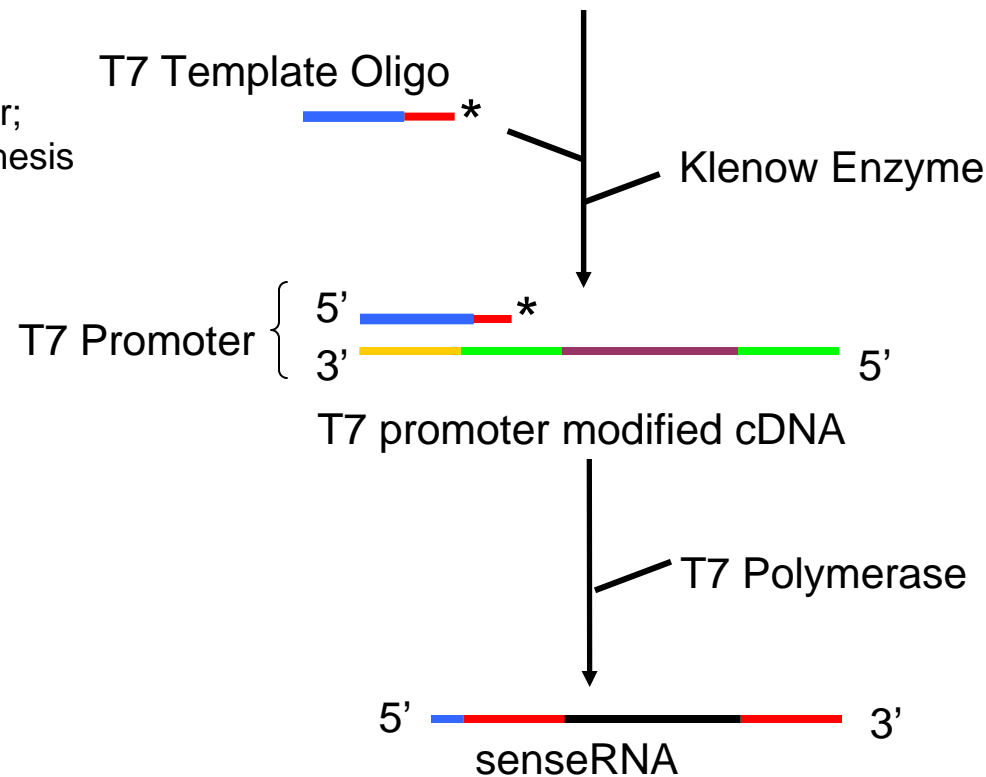 T7 Template Oligo
*
r;
nesis
Klenow Enzyme
5’
*
T7 Promoter
3’
5’
T7 promoter modified cDNA
T7 Polymerase
5’
3’
senseRNA